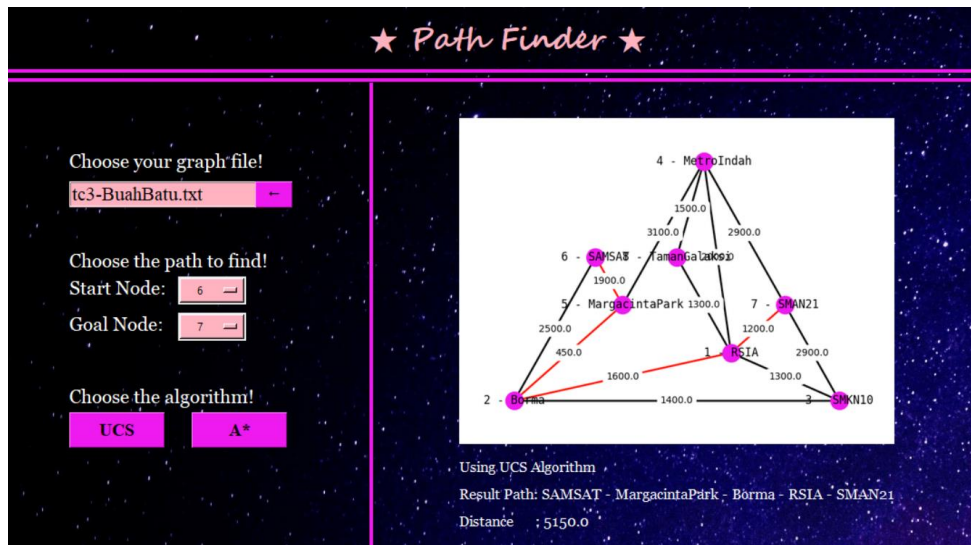 ★ Path Finder ★
Choose your graph file!
tc3-BuahBatu.txt ←
Choose the path to find!
Start Node: 6
Goal Node: 7
Choose the algorithm!
UCS A*
4 - MetroIndah
1500.0
3100.0 2900.0
6 - SAMSAT 8 - TamanGalaksi
1900.0
5 - MargacintaPark 1300.0 7 - SMAN21
2500.0 1200.0
450.0 1 - RSIA 2900.0
1600.0 1300.0
2 - Borma 1400.0 3 - SMKN10
Using UCS Algorithm
Result Path: SAMSAT - MargacintaPark - Borma - RSIA - SMAN21
Distance : 5150.0